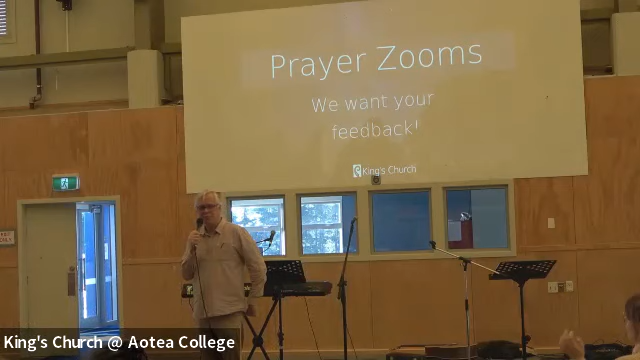 Prayer Zooms
We want your
feedback!
King's Church
King's Church @ Aotea College